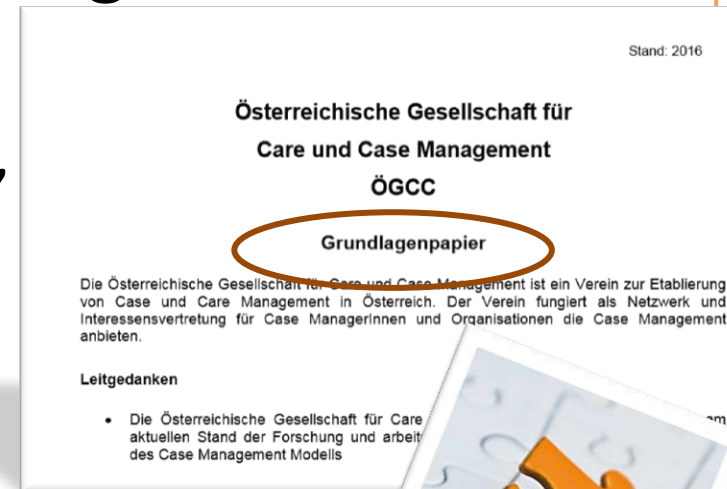 Stand: 2016
Österreichische Gesellschaft für
Care und Case Management
ÖGCC
Grundlagenpapier
Die Österreichische Gesellschaft für Care und Case Management ist ein Verein zur Etablierung
von Case und Care Management in Österreich. Der Verein fungiert als Netzwerk und
Interessensvertretung für Case ManagerInnen und Organisationen die Case Management
anbieten.
Leitgedanken
• Die Österreichische Gesellschaft für Care
aktuellen Stand der Forschung und arbeit
des Case Management Modells